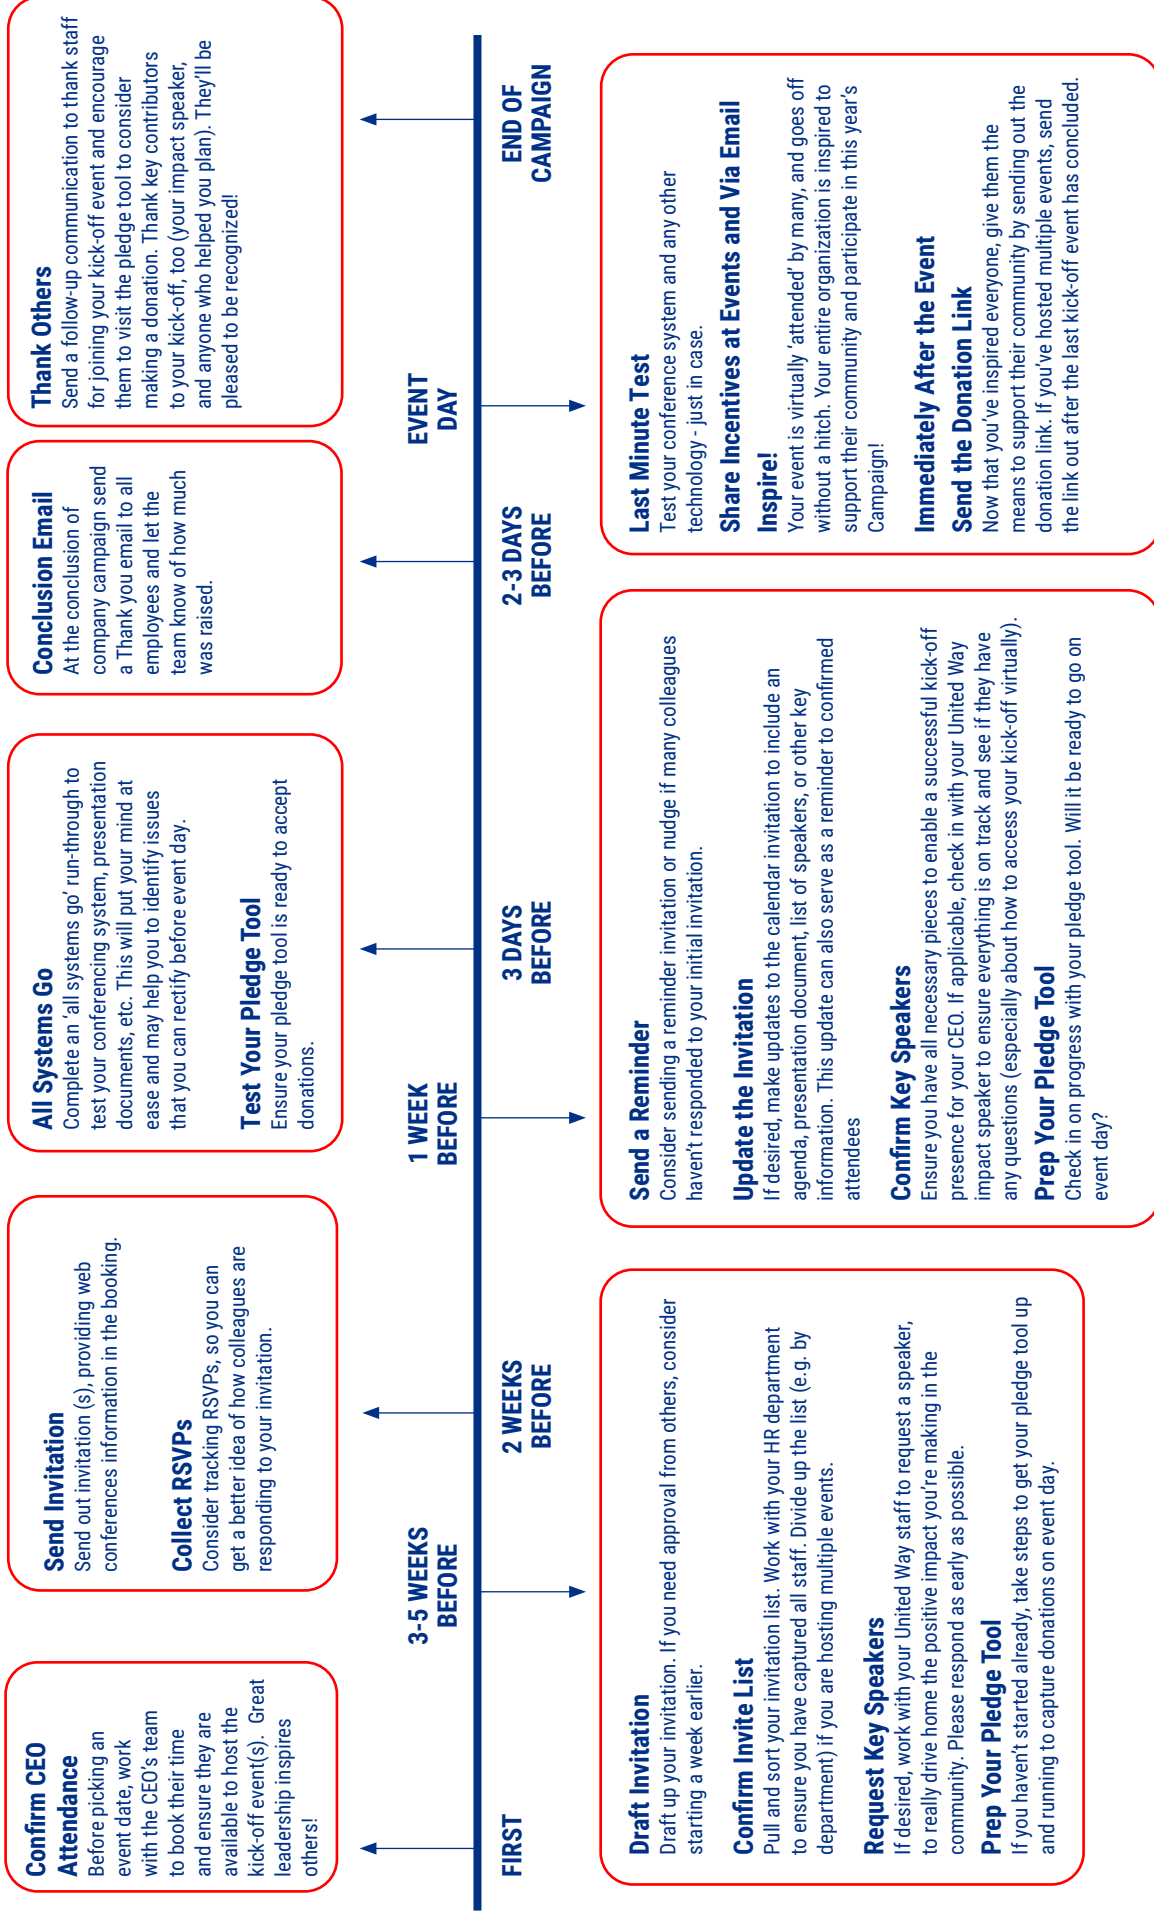 Confirm CEO
Attendance
Before picking an
event date, work
with the CEO's team
to book their time
and ensure they are
available to host the
kick-off event(s). Great
leadership inspires
others!
Send Invitation
Send out invitation (s), providing web
conferences information in the booking.
Collect RSVPs
Consider tracking RSVPs, so you can
get a better idea of how colleagues are
responding to your invitation.
All Systems Go
Complete an 'all systems go' run-through to
test your conferencing system, presentation
documents, etc. This will put your mind at
ease and may help you to identify issues
that you can rectify before event day.
Test Your Pledge Tool
Ensure your pledge tool is ready to accept
donations.
Conclusion Email
At the conclusion of
company campaign send
a Thank you email to all
employees and let the
team know of how much
was raised.
Thank Others
Send a follow-up communication to thank staff
for joining your kick-off event and encourage
them to visit the pledge tool to consider
making a donation. Thank key contributors
to your kick-off, too (your impact speaker,
and anyone who helped you plan). They'll be
pleased to be recognized!
FIRST
3-5 WEEKS
BEFORE
2 WEEKS
BEFORE
1 WEEK
BEFORE
3 DAYS
BEFORE
2-3 DAYS
BEFORE
EVENT
DAY
END OF
CAMPAIGN
Draft Invitation
Draft up your invitation. If you need approval from others, consider
starting a week earlier.
Confirm Invite List
Pull and sort your invitation list. Work with your HR department
to ensure you have captured all staff. Divide up the list (e.g. by
department) if you are hosting multiple events.
Request Key Speakers
If desired, work with your United Way staff to request a speaker,
to really drive home the positive impact you're making in the
community. Please respond as early as possible.
Prep Your Pledge Tool
If you haven't started already, take steps to get your pledge tool up
and running to capture donations on event day.
Send a Reminder
Consider sending a reminder invitation or nudge if many colleagues
haven't responded to your initial invitation.
Update the Invitation
If desired, make updates to the calendar invitation to include an
agenda, presentation document, list of speakers, or other key
information. This update can also serve as a reminder to confirmed
attendees
Confirm Key Speakers
Ensure you have all necessary pieces to enable a successful kick-off
presence for your CEO. If applicable, check in with your United Way
impact speaker to ensure everything is on track and see if they have
any questions (especially about how to access your kick-off virtually).
Prep Your Pledge Tool
Check in on progress with your pledge tool. Will it be ready to go on
event day?
Last Minute Test
Test your conference system and any other
technology - just in case.
Share Incentives at Events and Via Email
Inspire!
Your event is virtually 'attended' by many, and goes off
without a hitch. Your entire organization is inspired to
support their community and participate in this year's
Campaign!
Immediately After the Event
Send the Donation Link
Now that you've inspired everyone, give them the
means to support their community by sending out the
donation link. If you've hosted multiple events, send
the link out after the last kick-off event has concluded.